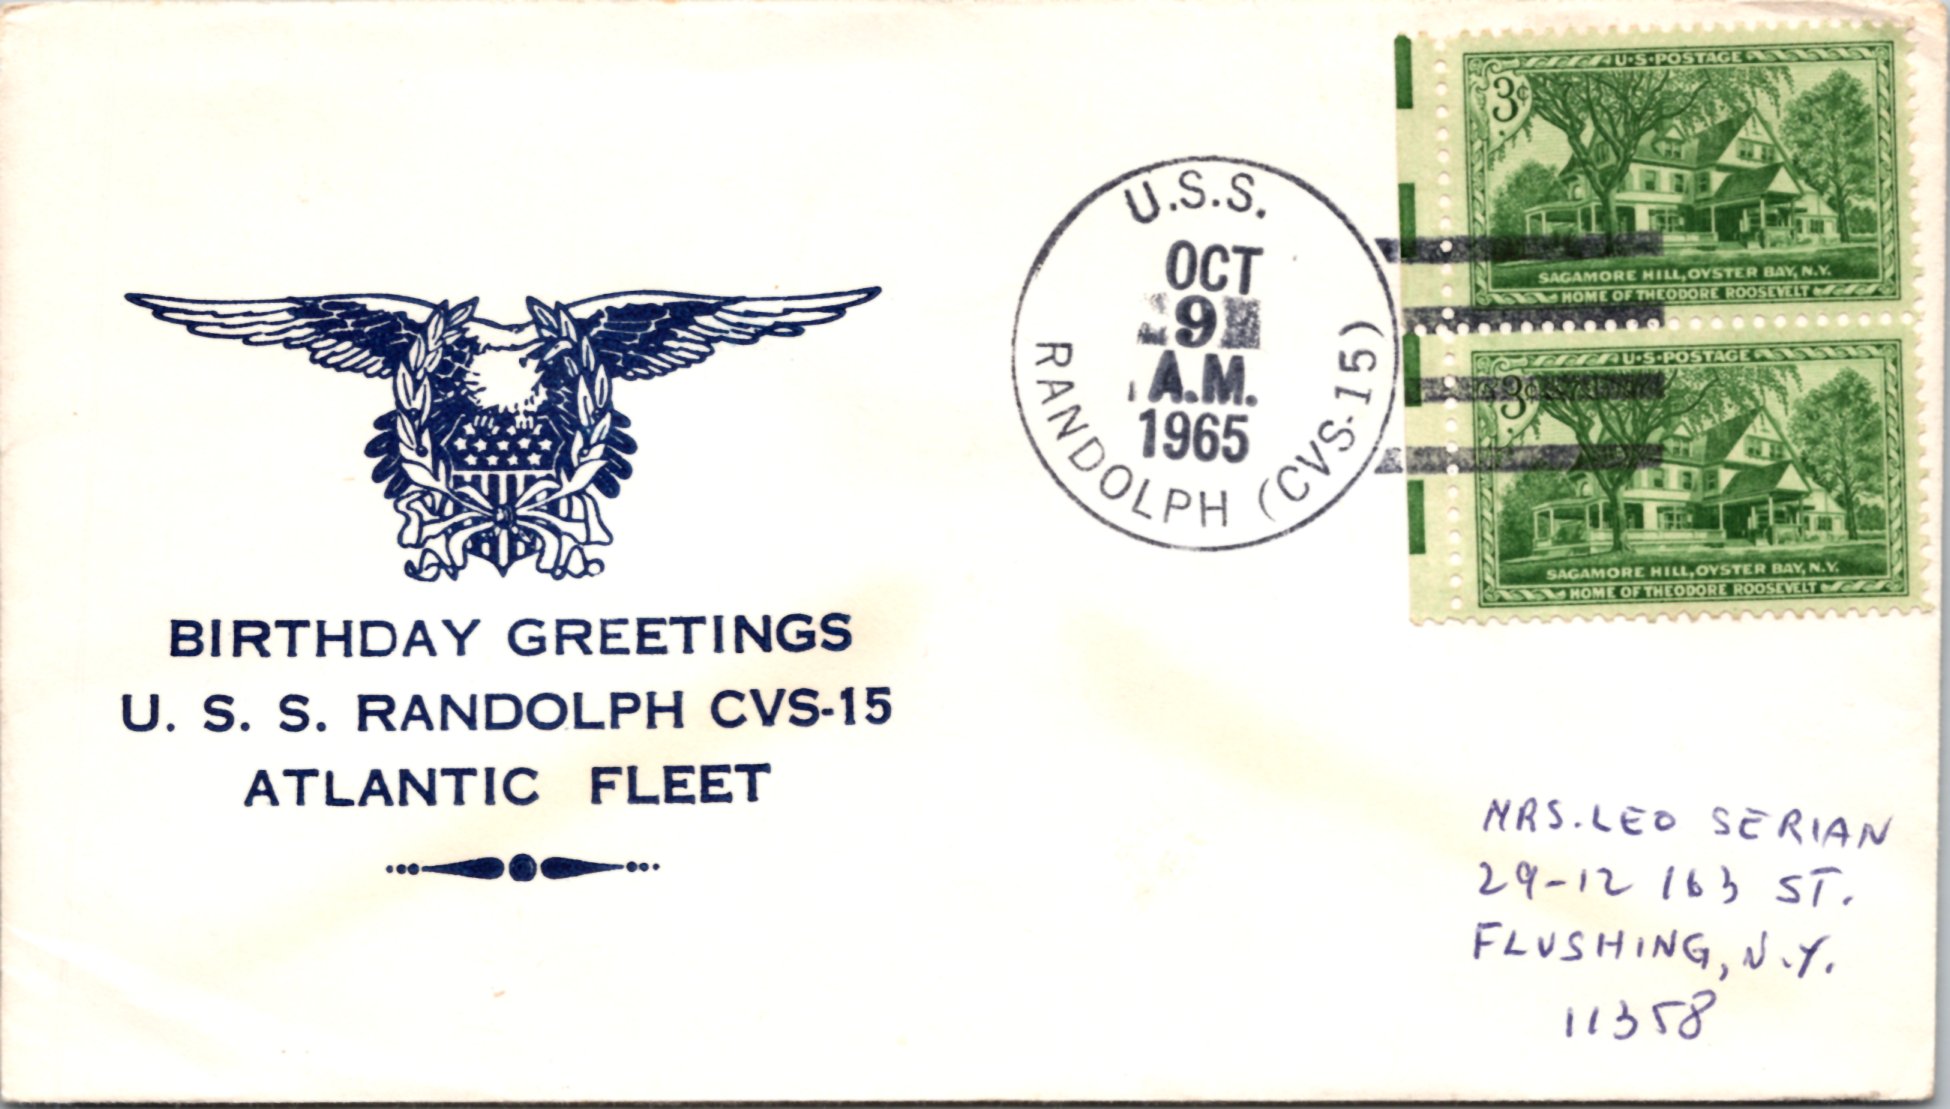 U.S. POSTAGE
3¢
SAGAMORE HILL, OYSTER BAY, N.Y.
HOME OF THEODORE ROOSEVELT
U.S. POSTAGE
3¢
SAGAMORE HILL, OYSTER BAY, N.Y.
HOME OF THEODORE ROOSEVELT
U.S.S.
RANDOLPH (CVS-15)
OCT
9
A.M.
1965
BIRTHDAY GREETINGS
U. S. S. RANDOLPH CVS-15
ATLANTIC FLEET
MRS. LEO SERIAN
29-12 163 ST.
FLUSHING, N.Y.
11358